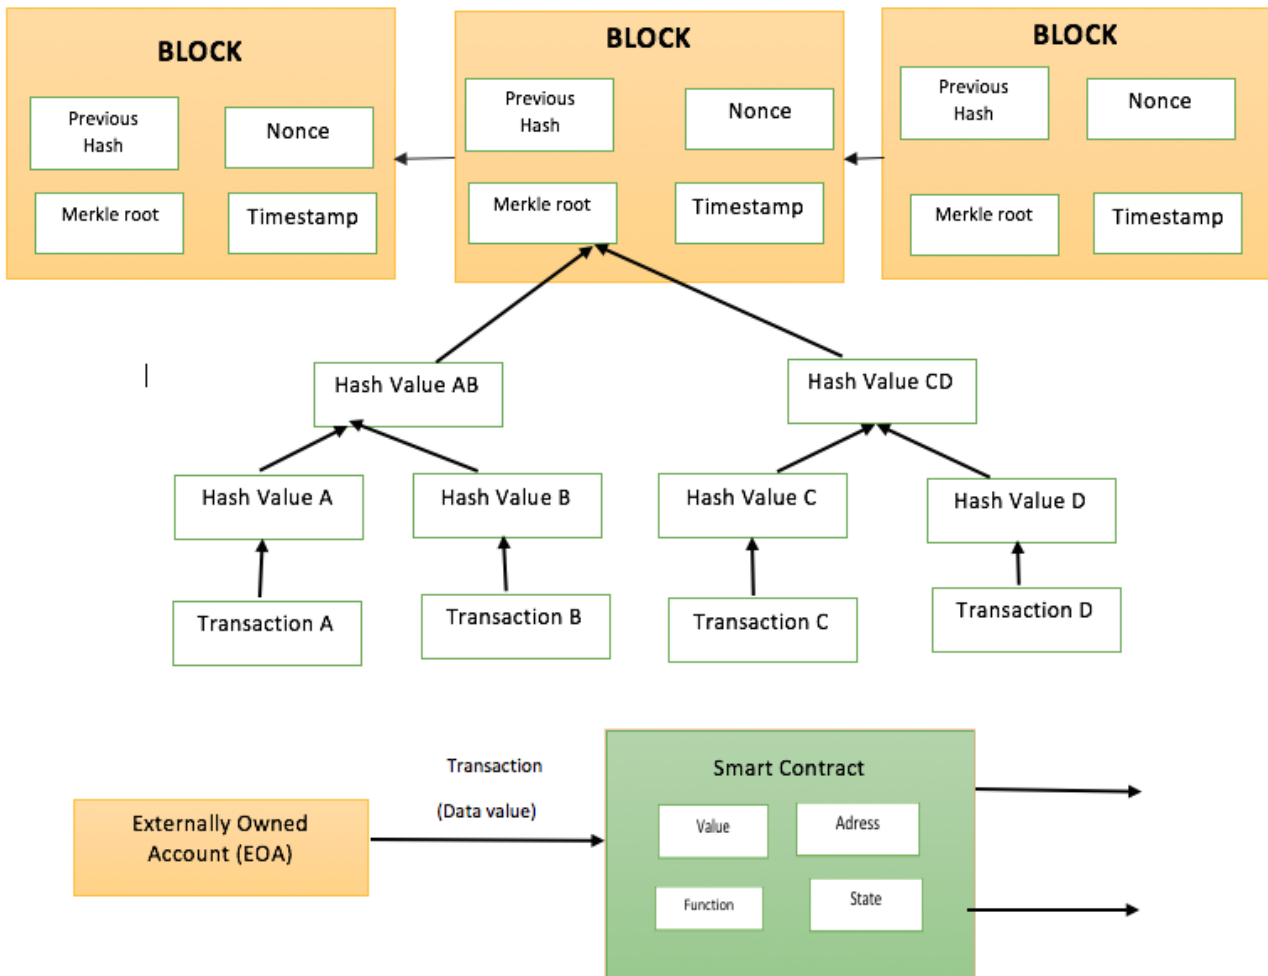 BLOCK
Previous
Hash
Nonce
Merkle root
Timestamp
BLOCK
Previous
Hash
Nonce
Merkle root
Timestamp
BLOCK
Previous
Hash
Nonce
Merkle root
Timestamp
Hash Value AB
Hash Value CD
Hash Value A
Hash Value B
Hash Value C
Hash Value D
Transaction A
Transaction B
Transaction C
Transaction D
Externally Owned
Account (EOA)
Transaction
(Data value)
Smart Contract
Value
Adress
Function
State